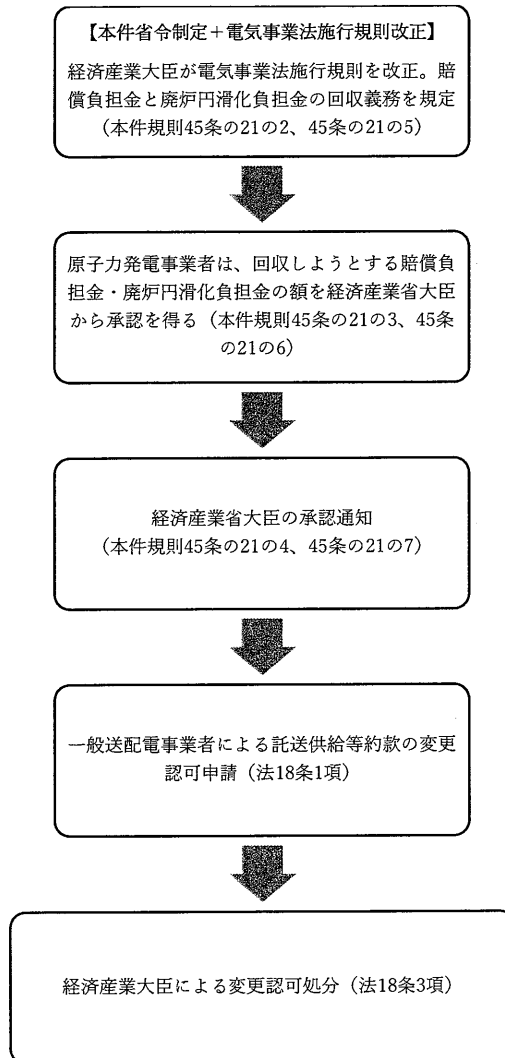 【本件省令制定＋電気事業法施行規則改正】
経済産業大臣が電気事業法施行規則を改正。賠
償負担金と廃炉円滑化負担金の回収義務を規定
（本件規則45条の21の2、45条の21の5）
原子力発電事業者は、回収しようとする賠償負
担金・廃炉円滑化負担金の額を経済産業省大臣
から承認を得る（本件規則45条の21の3、45条
の21の6）
経済産業省大臣の承認通知
（本件規則45条の21の4、45条の21の7）
一般送配電事業者による託送供給等約款の変更
認可申請（法18条1項）
経済産業大臣による変更認可処分（法18条3項）